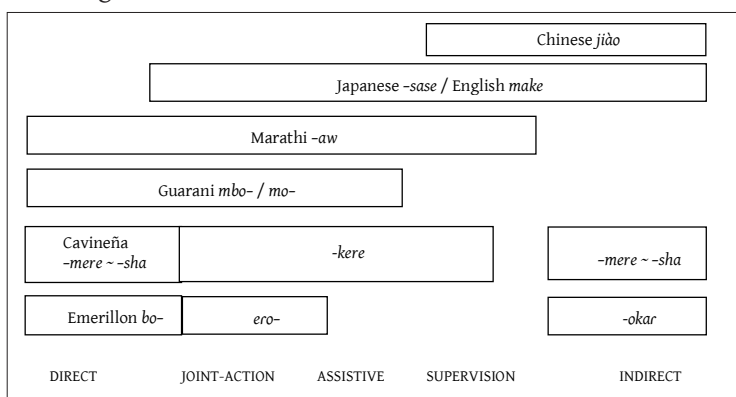 Chinese jiào
Japanese –sase / English make
Marathi –aw
Guarani mbo– / mo–
Cavineña
–mere ~ –sha
-kere
–mere ~ –sha
Emerillon bo–
ero–
-okar
DIRECT JOINT-ACTION ASSISTIVE SUPERVISION INDIRECT